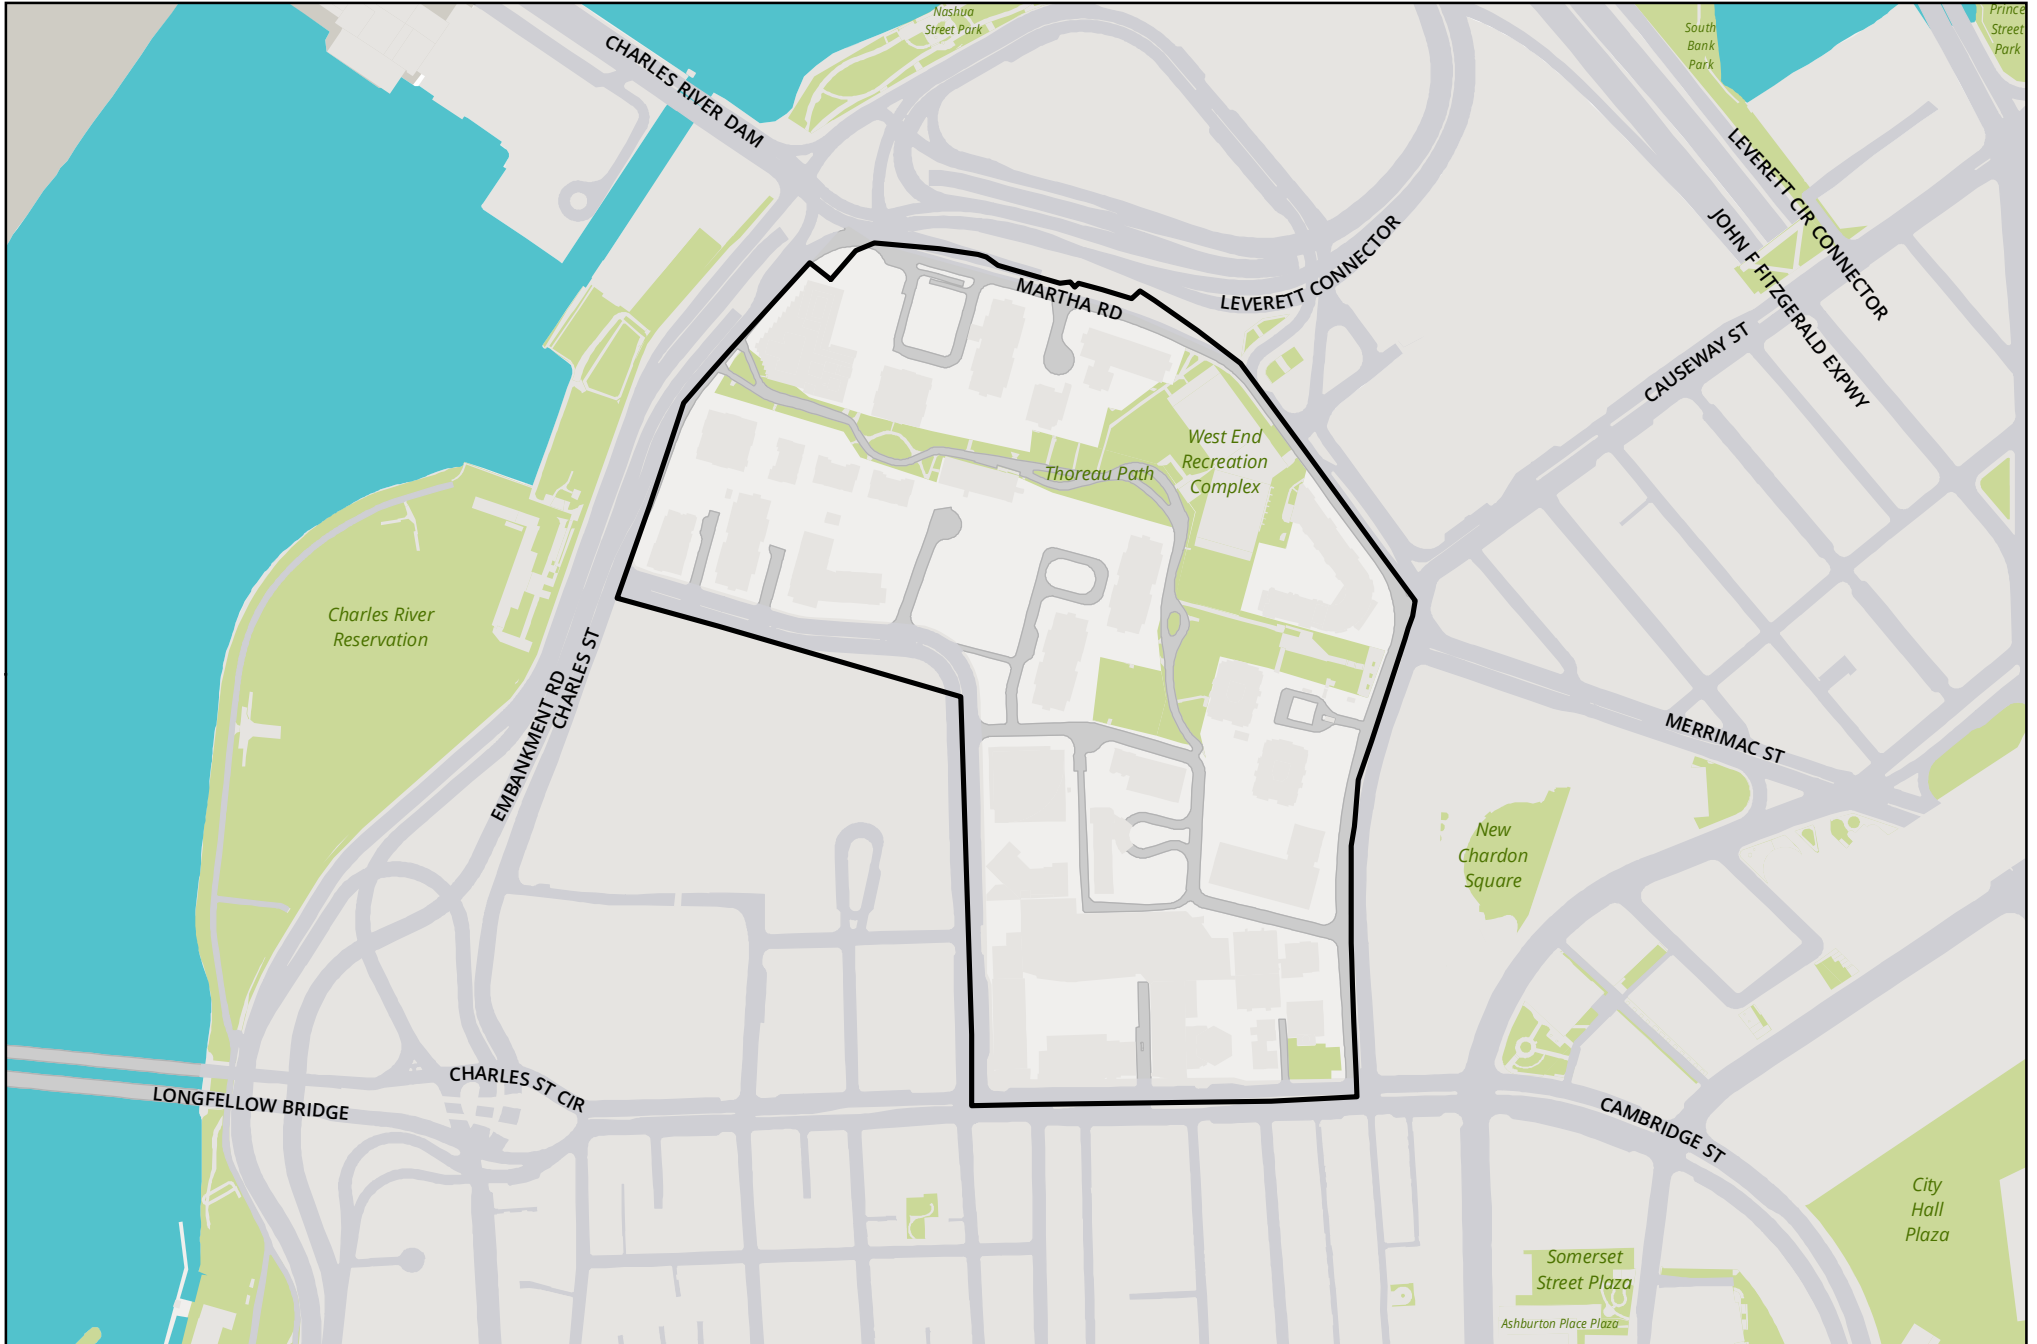 Nashua
Street Park
South
Bank
Park
Prince
Street
Park
CHARLES RIVER DAM
LEVERETT CIR CONNECTOR
JOHN F FITZGERALD EXPWY
LEVERETT CONNECTOR
MARTHA RD
CAUSEWAY ST
West End
Recreation
Complex
Thoreau Path
Charles River
Reservation
EMBANKMENT RD
CHARLES ST
MERRIMAC ST
New
Chardon
Square
CHARLES ST CIR
LONGFELLOW BRIDGE
CAMBRIDGE ST
City
Hall
Plaza
Somerset
Street Plaza
Ashburton Place Plaza